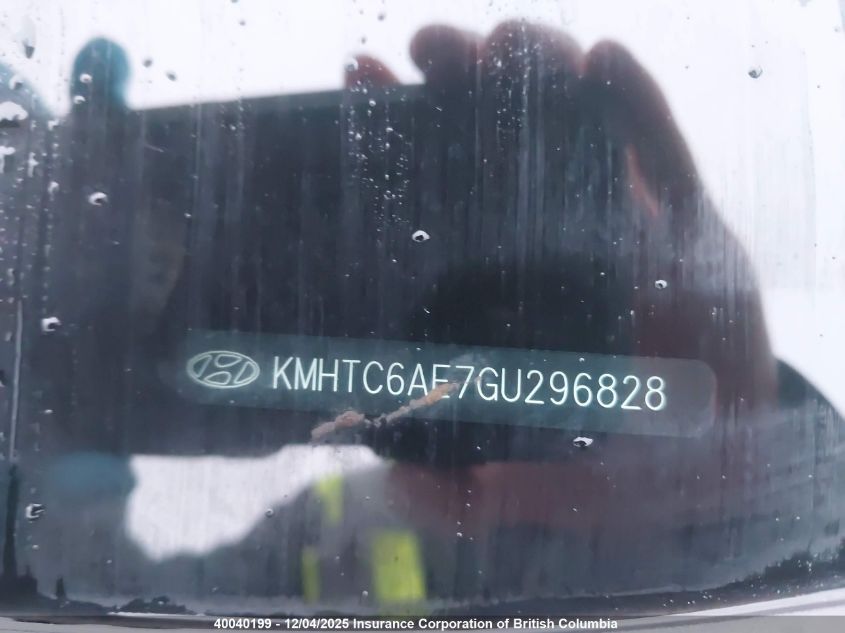 KMHTC6AE7GU296828
40040199 - 12/04/2025 Insurance Corporation of British Columbia